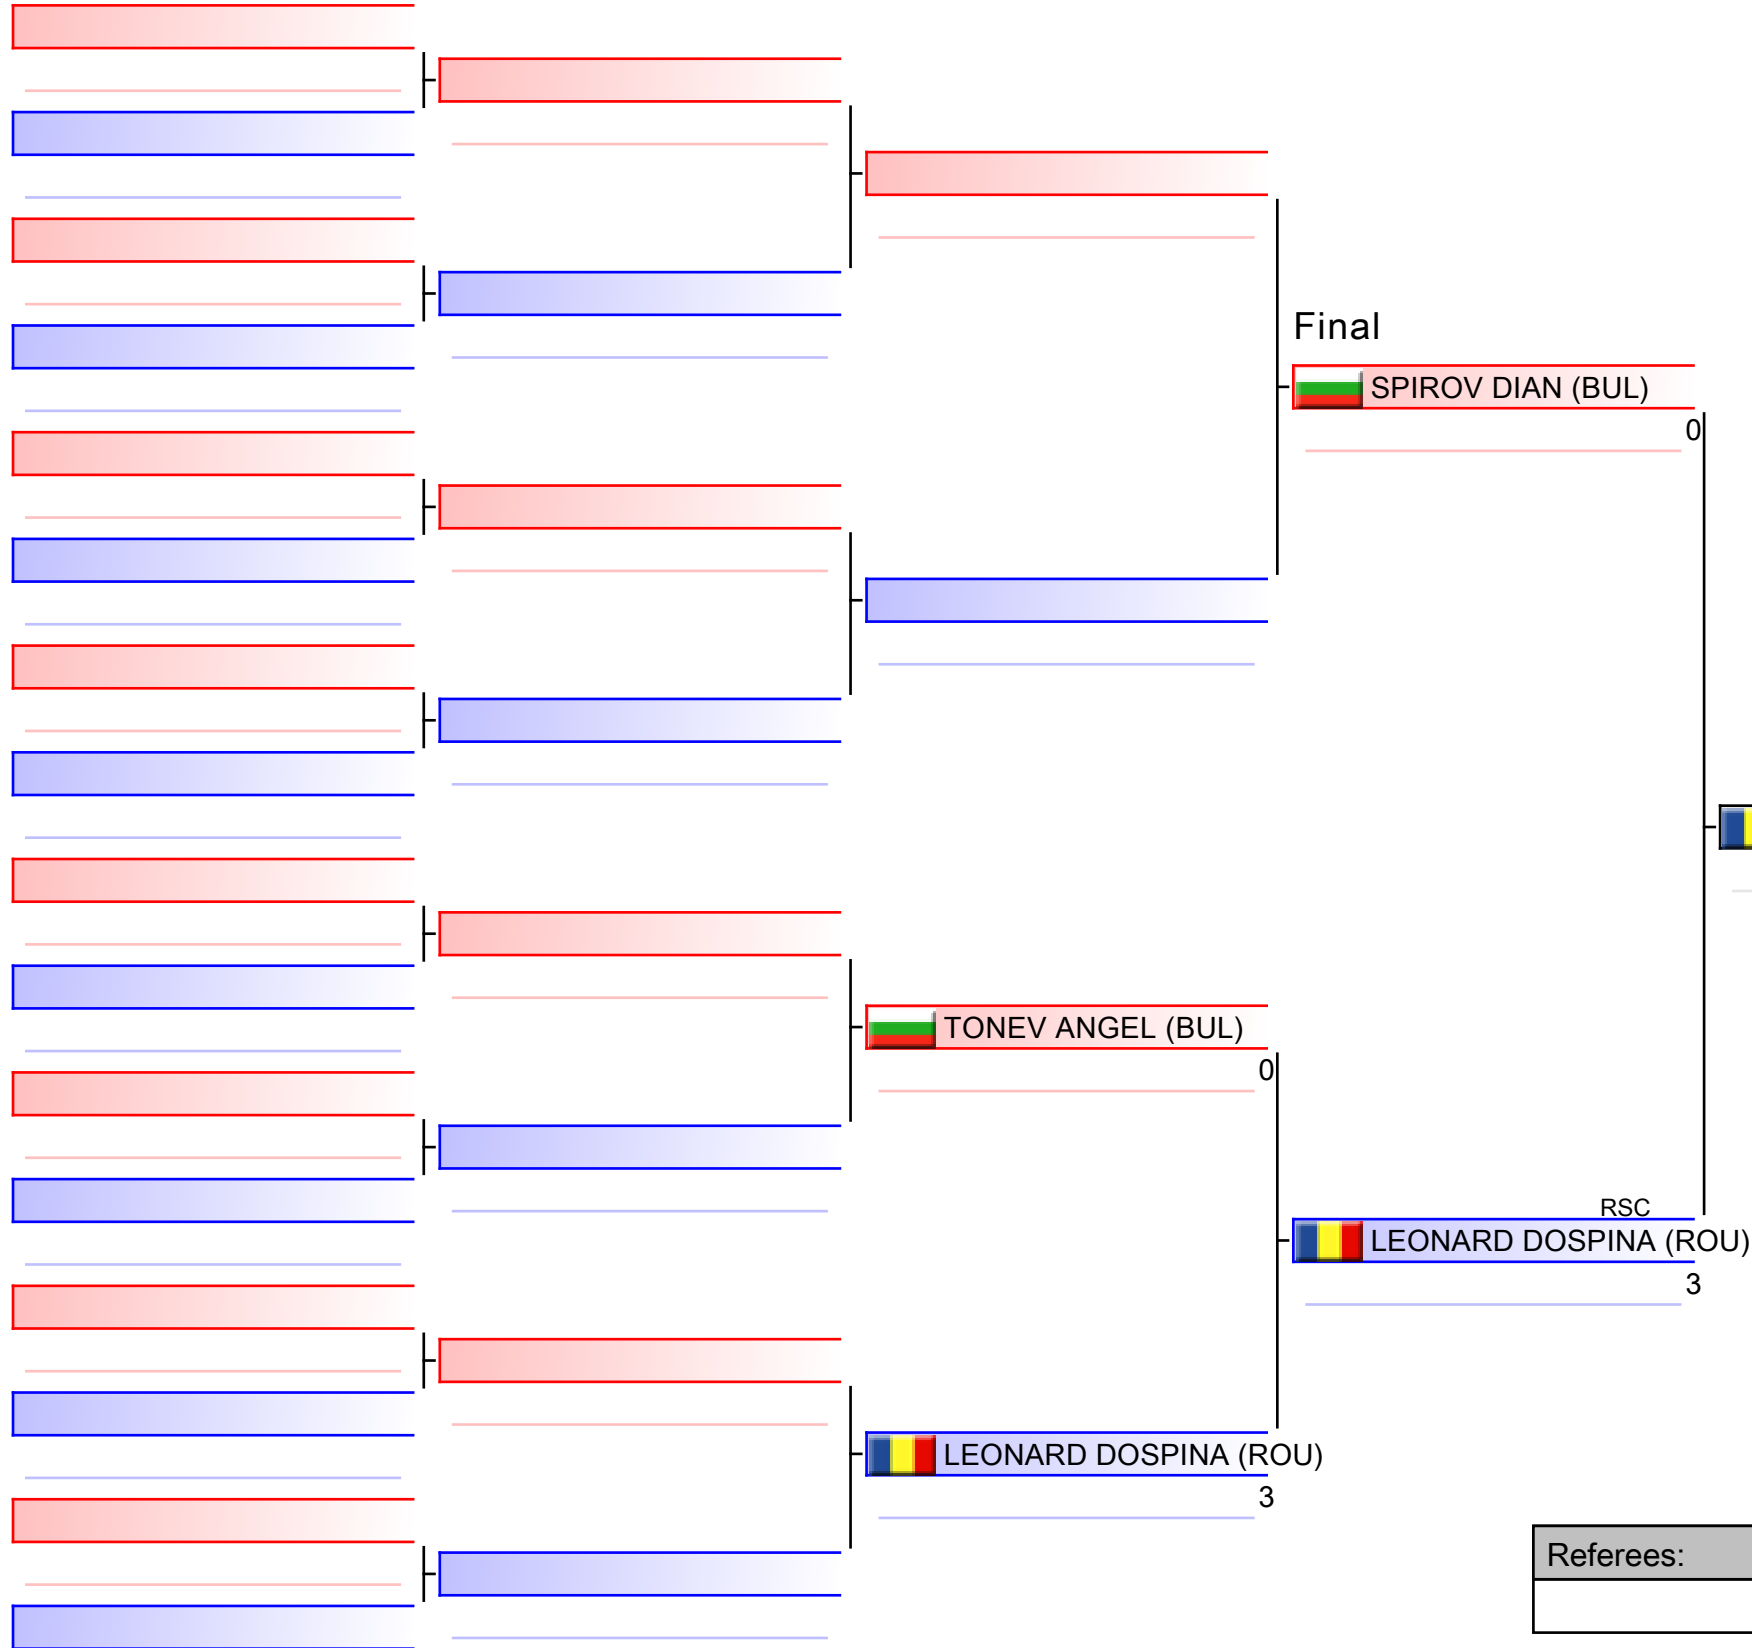 Final
SPIROV DIAN (BUL)
0
TONEV ANGEL (BUL)
0
RSC
LEONARD DOSPINA (ROU)
3
LEONARD DOSPINA (ROU)
3
Referees: